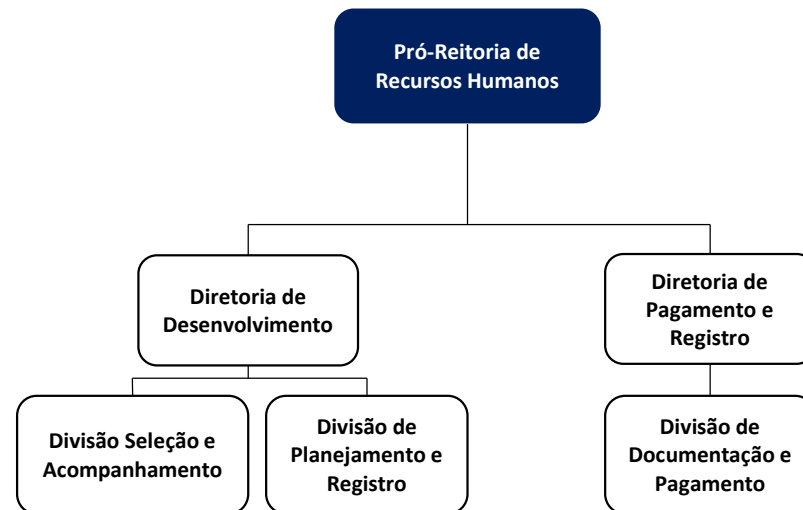 Pró-Reitoria de
Recursos Humanos
Diretoria de
Desenvolvimento
Diretoria de
Pagamento e
Registro
Divisão Seleção e
Acompanhamento
Divisão de
Planejamento e
Registro
Divisão de
Documentação e
Pagamento